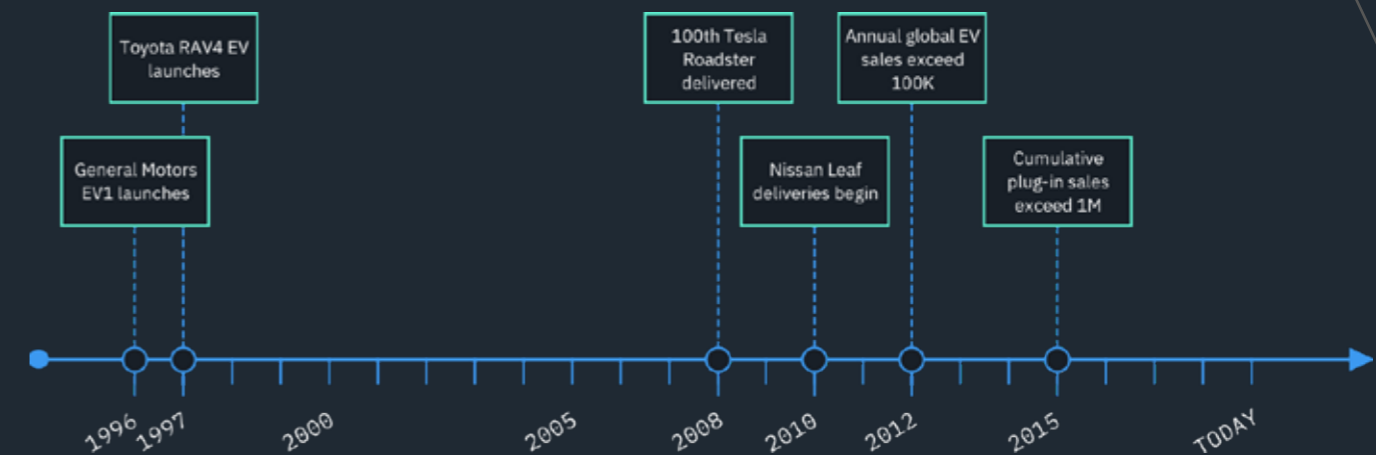 Toyota RAV4 EV
launches
100th Tesla
Roadster
delivered
Annual global EV
sales exceed
100K
General Motors
EV1 launches
Nissan Leaf
deliveries begin
Cumulative
plug-in sales
exceed 1M
1996
1997
2000
2005
2008
2010
2012
2015
TODAY